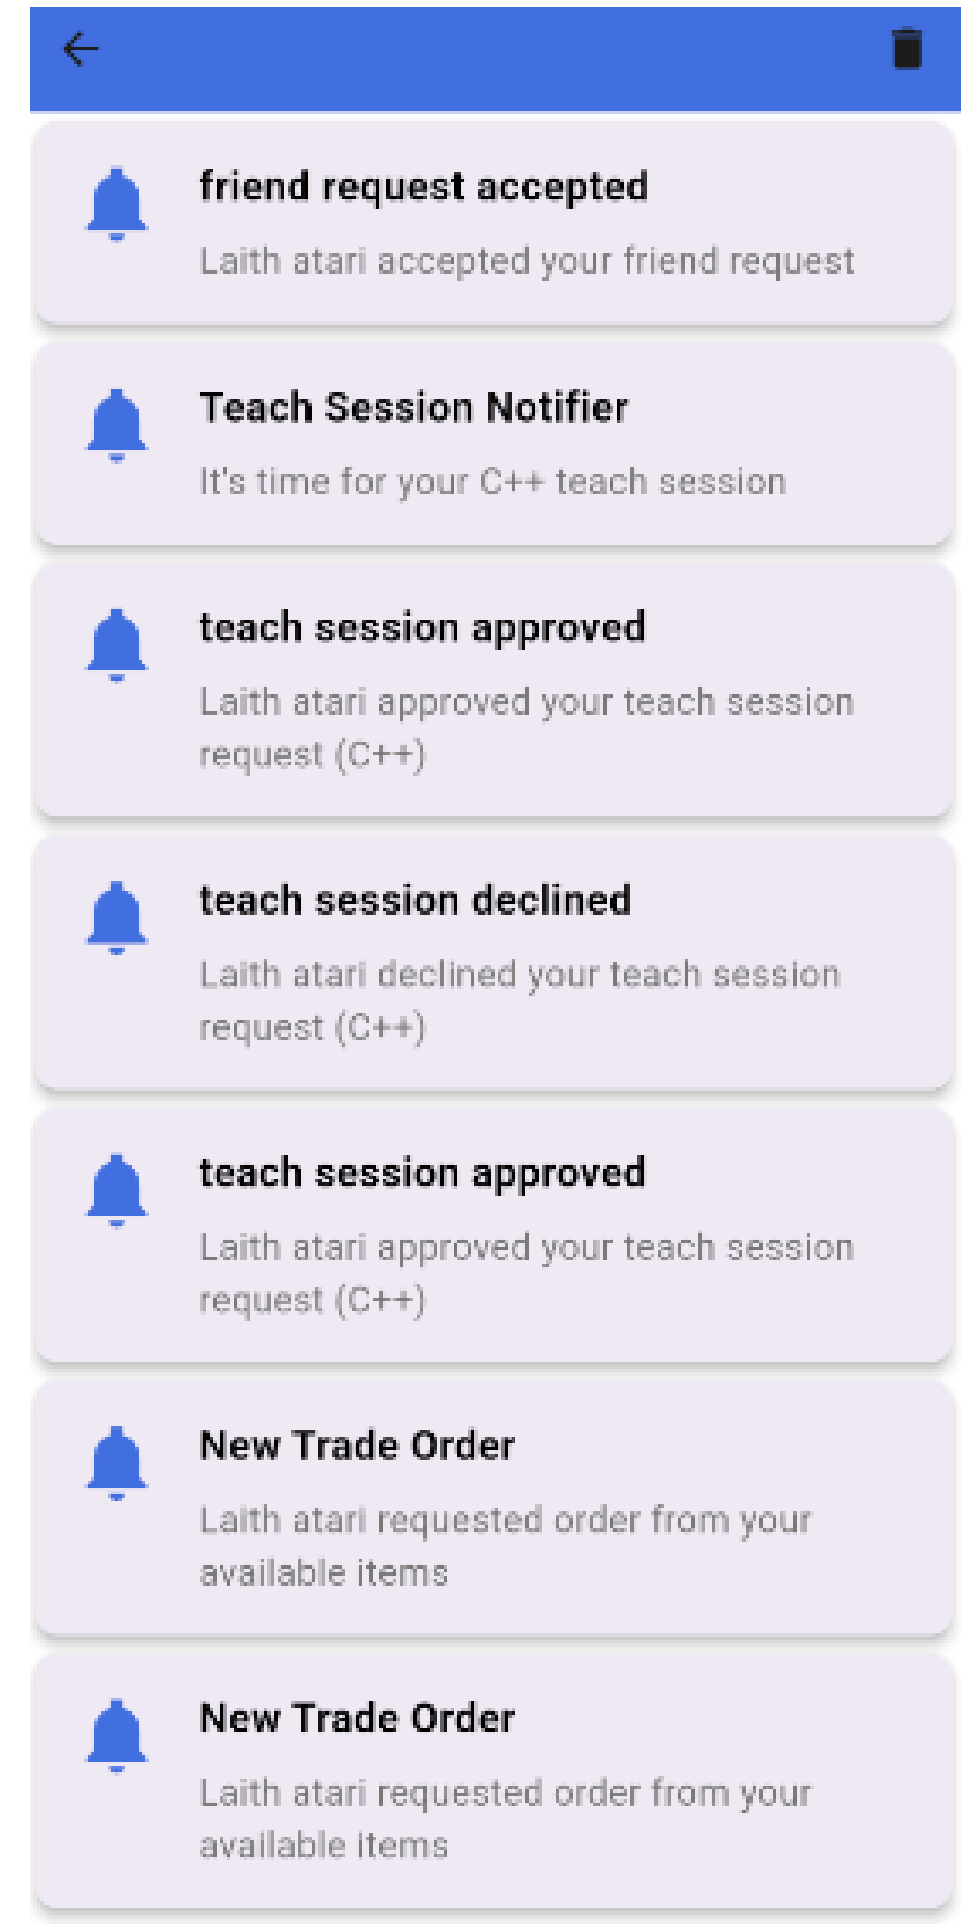 friend request accepted
Laith atari accepted your friend request
Teach Session Notifier
It's time for your C++ teach session
teach session approved
Laith atari approved your teach session
request (C++)
teach session declined
Laith atari declined your teach session
request (C++)
teach session approved
Laith atari approved your teach session
request (C++)
New Trade Order
Laith atari requested order from your
available items
New Trade Order
Laith atari requested order from your
available items